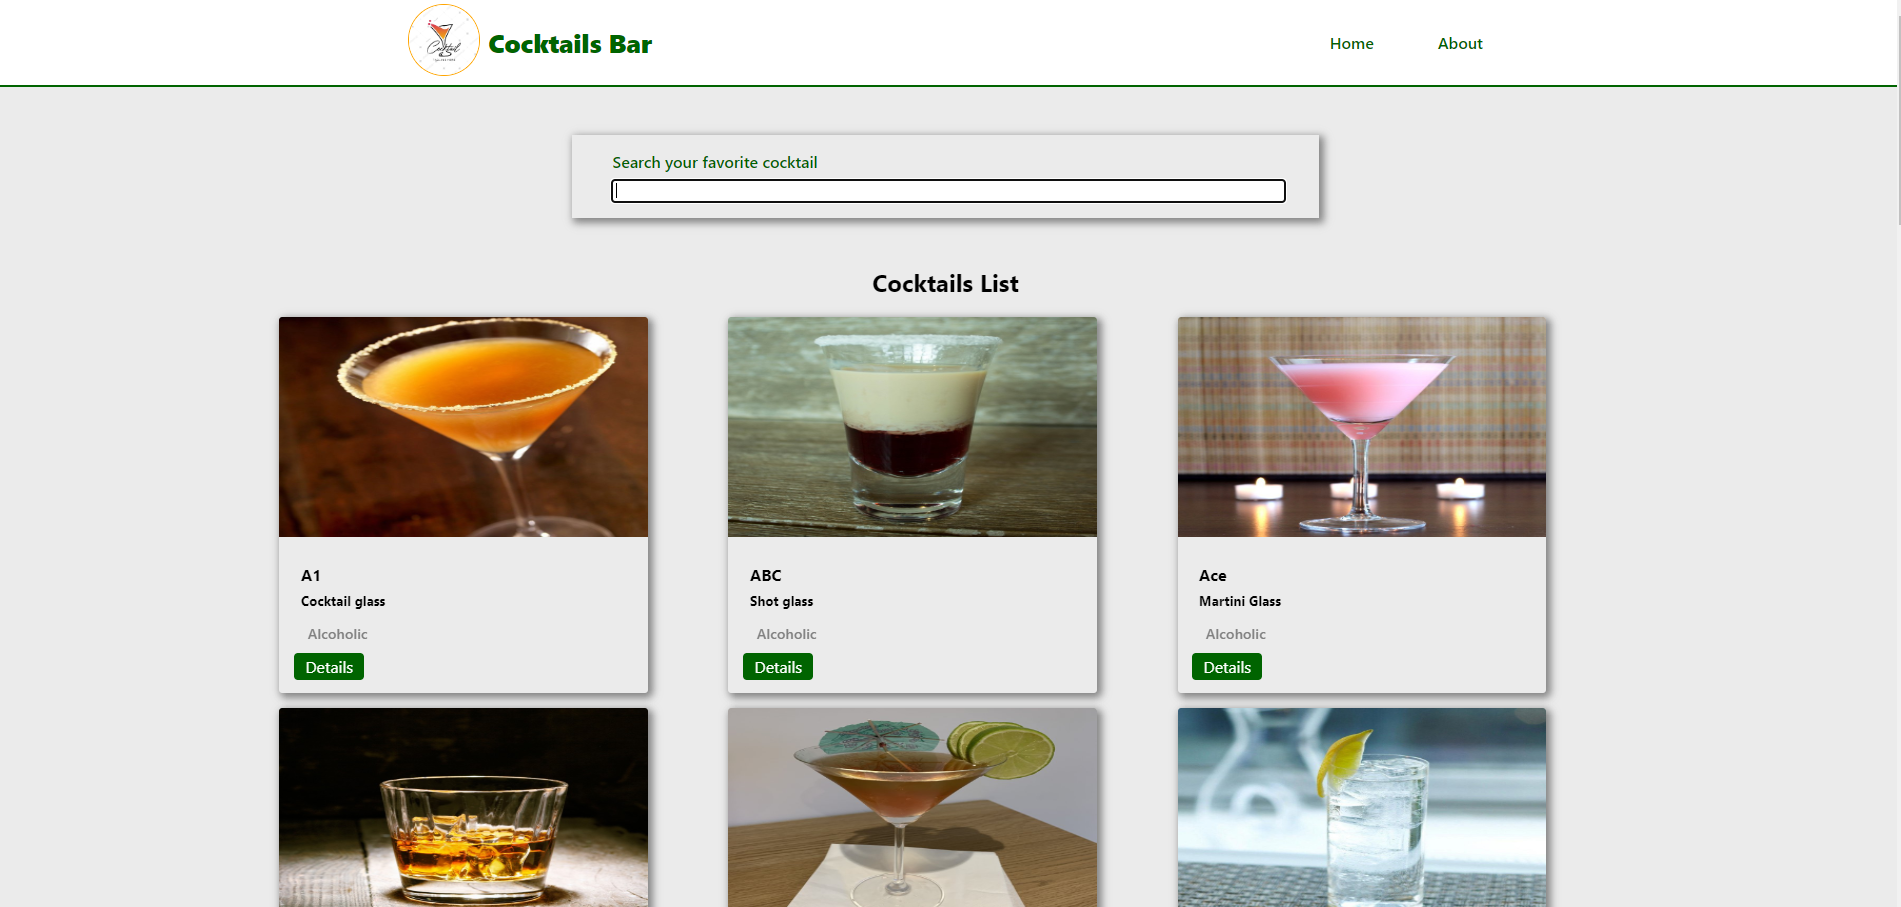 Cocktail
Cocktails Bar
Home
About
Search your favorite cocktail
Cocktails List
A1
Cocktail glass
Alcoholic
Details
ABC
Shot glass
Alcoholic
Details
Ace
Martini Glass
Alcoholic
Details